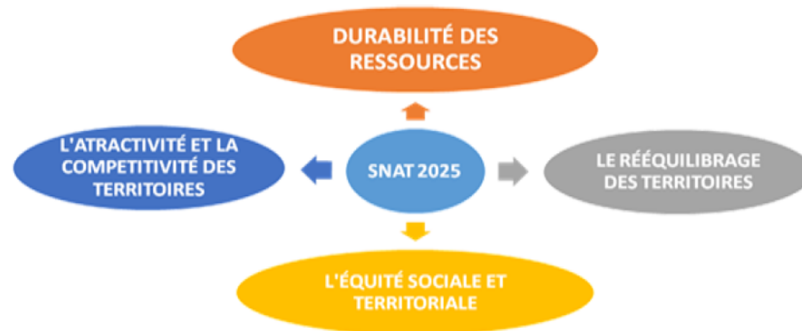 DURABILITÉ DES
RESSOURCES
L'ATRACTIVITÉ ET LA
COMPETITIVITÉ DES
TERRITOIRES
SNAT 2025
LE RÉÉQUILIBRAGE
DES TERRITOIRES
L'ÉQUITÉ SOCIALE ET
TERRITORIALE